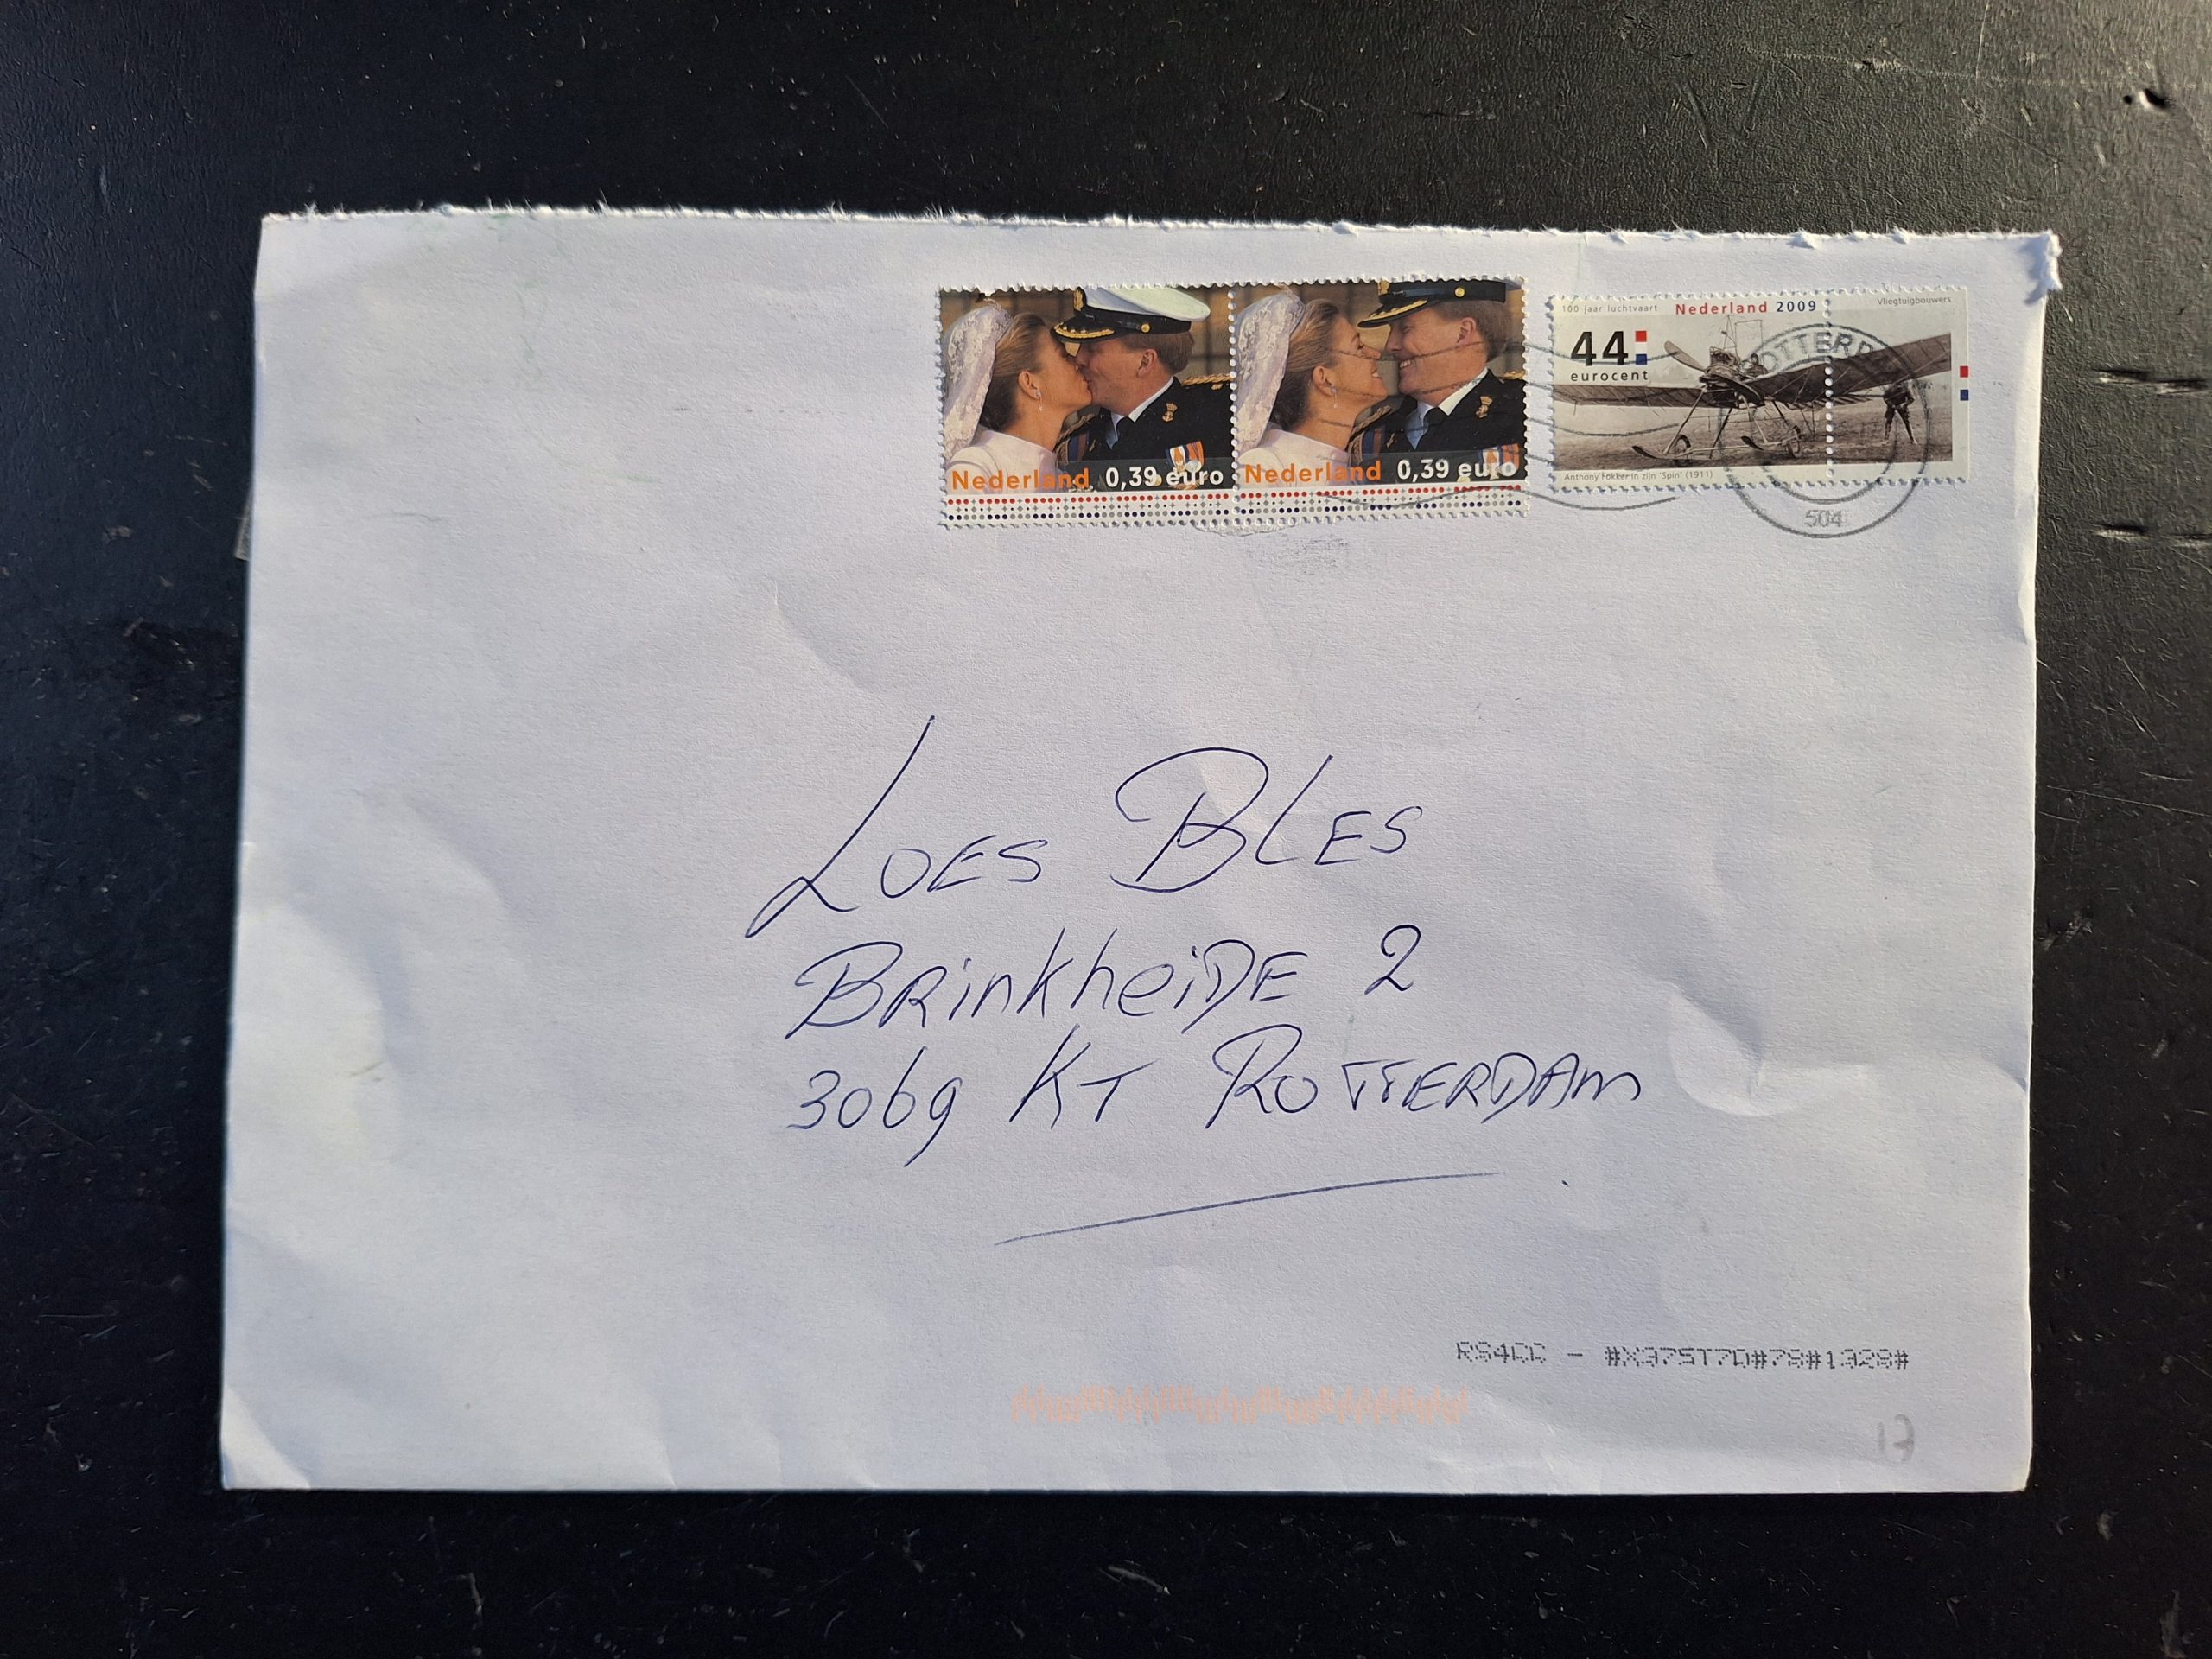 100 jaar luchtvaart Nederland 2009 Vliegtuigbouwers
44
eurocent
Nederland 0,39 euro Nederland 0,39 euro
Anthony Fokker in zijn 'Spin' (1911)
504
LOES BLES
BRinkheiDE 2
3069 KT ROTTERDAm
RS4CC - #X375T7D#78#1328#
13